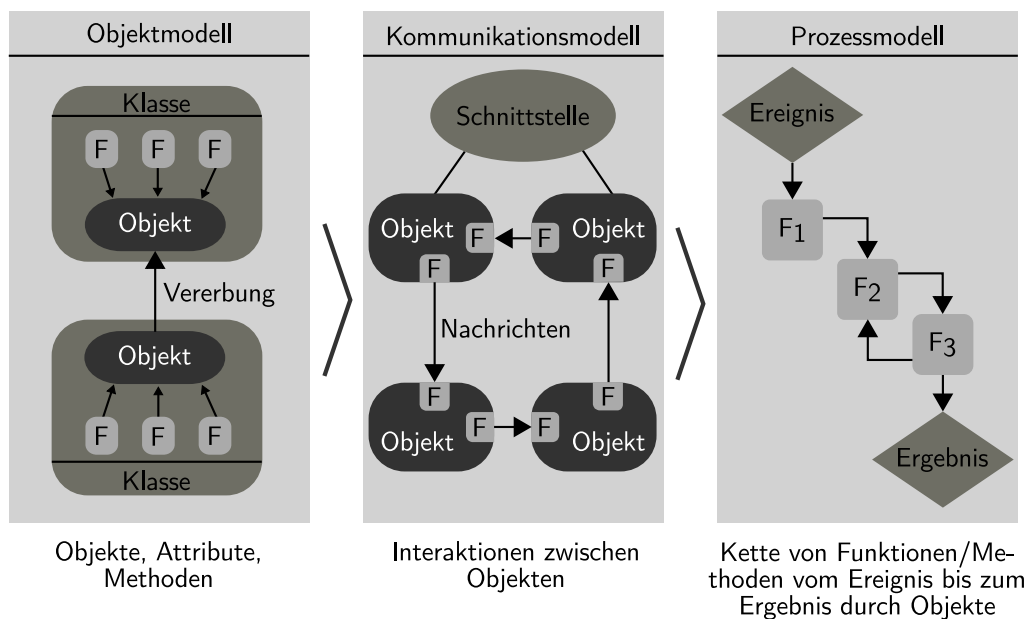 Objektmodell
Klasse
F F F
Objekt
Vererbung
Objekt
F F F
Klasse
Objekte, Attribute,
Methoden
Kommunikationsmodell
Schnittstelle
Objekt F F Objekt
F F
Nachrichten
F F
Objekt F F Objekt
Interaktionen zwischen
Objekten
Prozessmodell
Ereignis
F1
F2
F3
Ergebnis
Kette von Funktionen/Me-
thoden vom Ereignis bis zum
Ergebnis durch Objekte